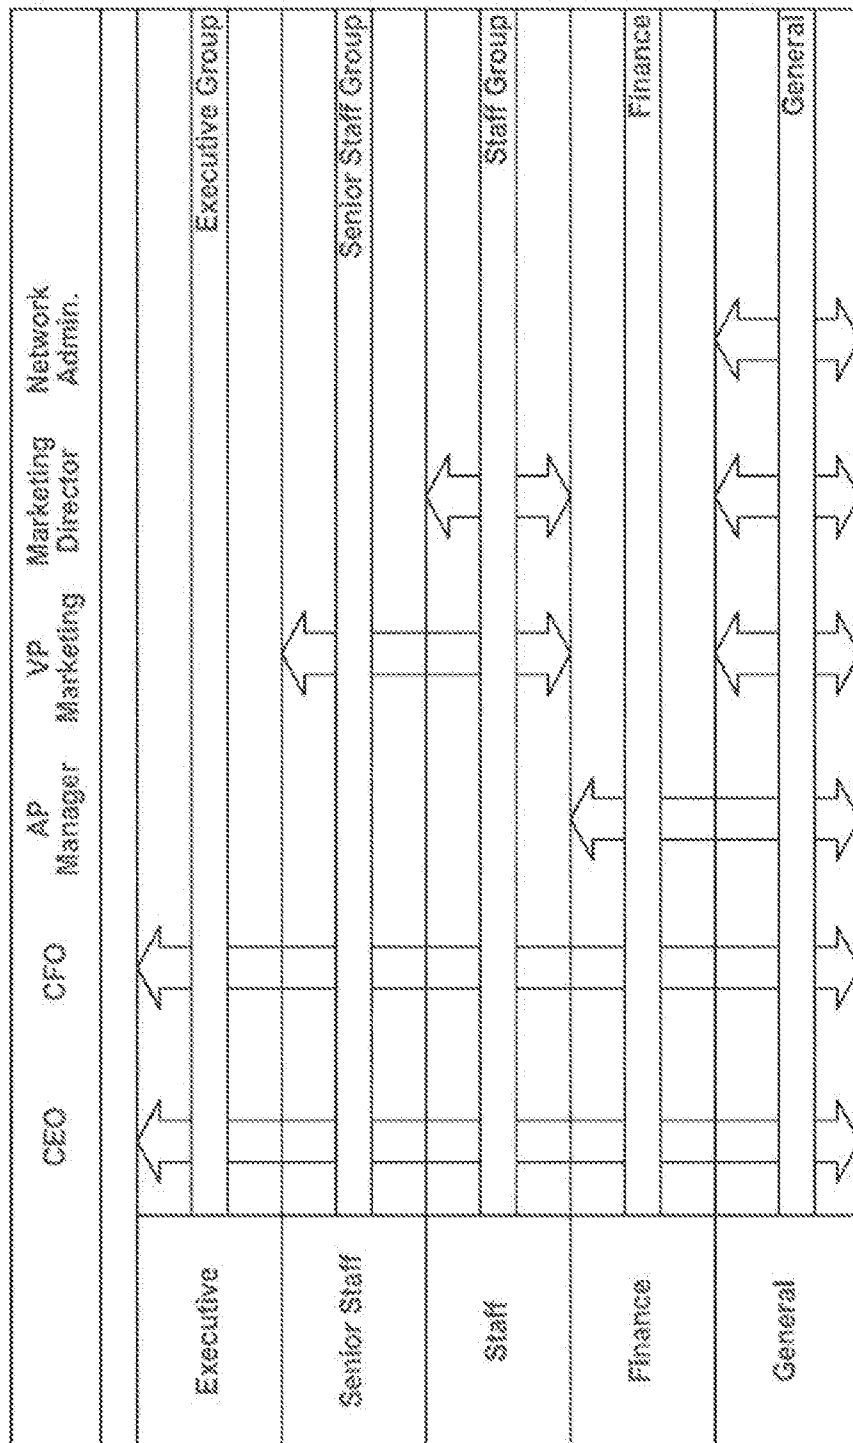 CEO
CFO
AP
Manager
VP
Marketing
Marketing
Director
Network
Admin.
Executive
Executive Group
Senior Staff
Senior Staff Group
Staff
Staff Group
Finance
Finance
General
General